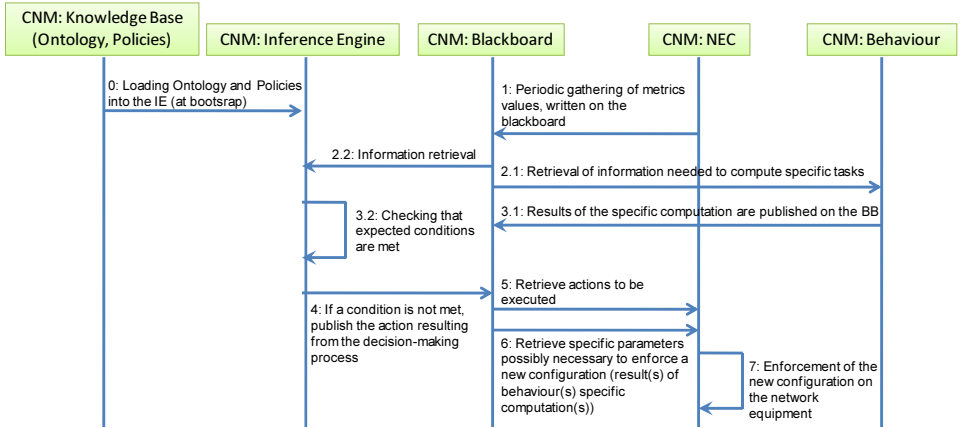 CNM: Knowledge Base
(Ontology, Policies)
CNM: Inference Engine
CNM: Blackboard
CNM: NEC
CNM: Behaviour
0: Loading Ontology and Policies
into the IE (at bootsrap)
1: Periodic gathering of metrics
values, written on the
blackboard
2.2: Information retrieval
2.1: Retrieval of information needed to compute specific tasks
3.1: Results of the specific computation are published on the BB
3.2: Checking that
expected conditions
are met
4: If a condition is not met,
publish the action resulting
from the decision-making
process
5: Retrieve actions to be
executed
6: Retrieve specific parameters
possibly necessary to enforce a
new configuration (result(s) of
behaviour(s) specific
computation(s))
7: Enforcement of the
new configuration on
the network
equipment